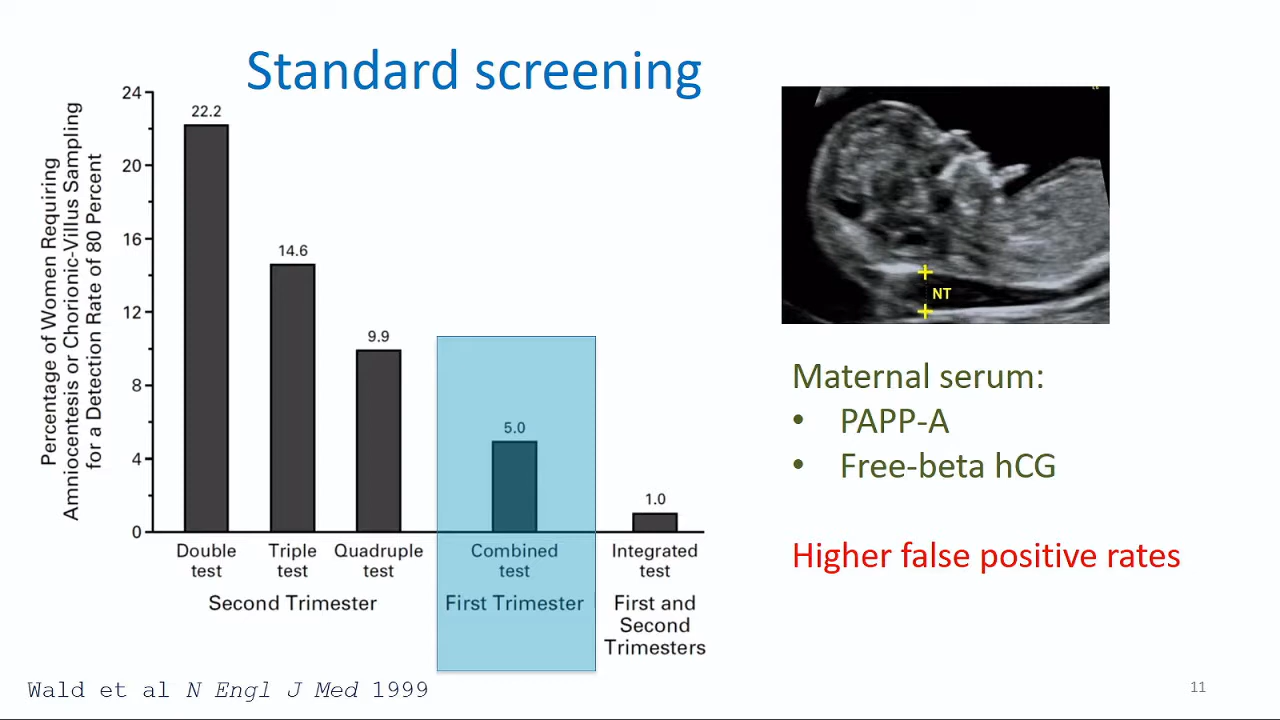 Standard screening
Percentage of Women Requiring
Amniocentesis or Chorionic-Villus Sampling
for a Detection Rate of 80 Percent
24
20
16
12
8
4
0
22.2
14.6
9.9
5.0
1.0
Double
test
Triple
test
Quadruple
test
Combined
test
Integrated
test
Second Trimester
First Trimester
First and
Second
Trimesters
NT
Maternal serum:
• PAPP-A
• Free-beta hCG
Higher false positive rates
Wald et al N Engl J Med 1999
11